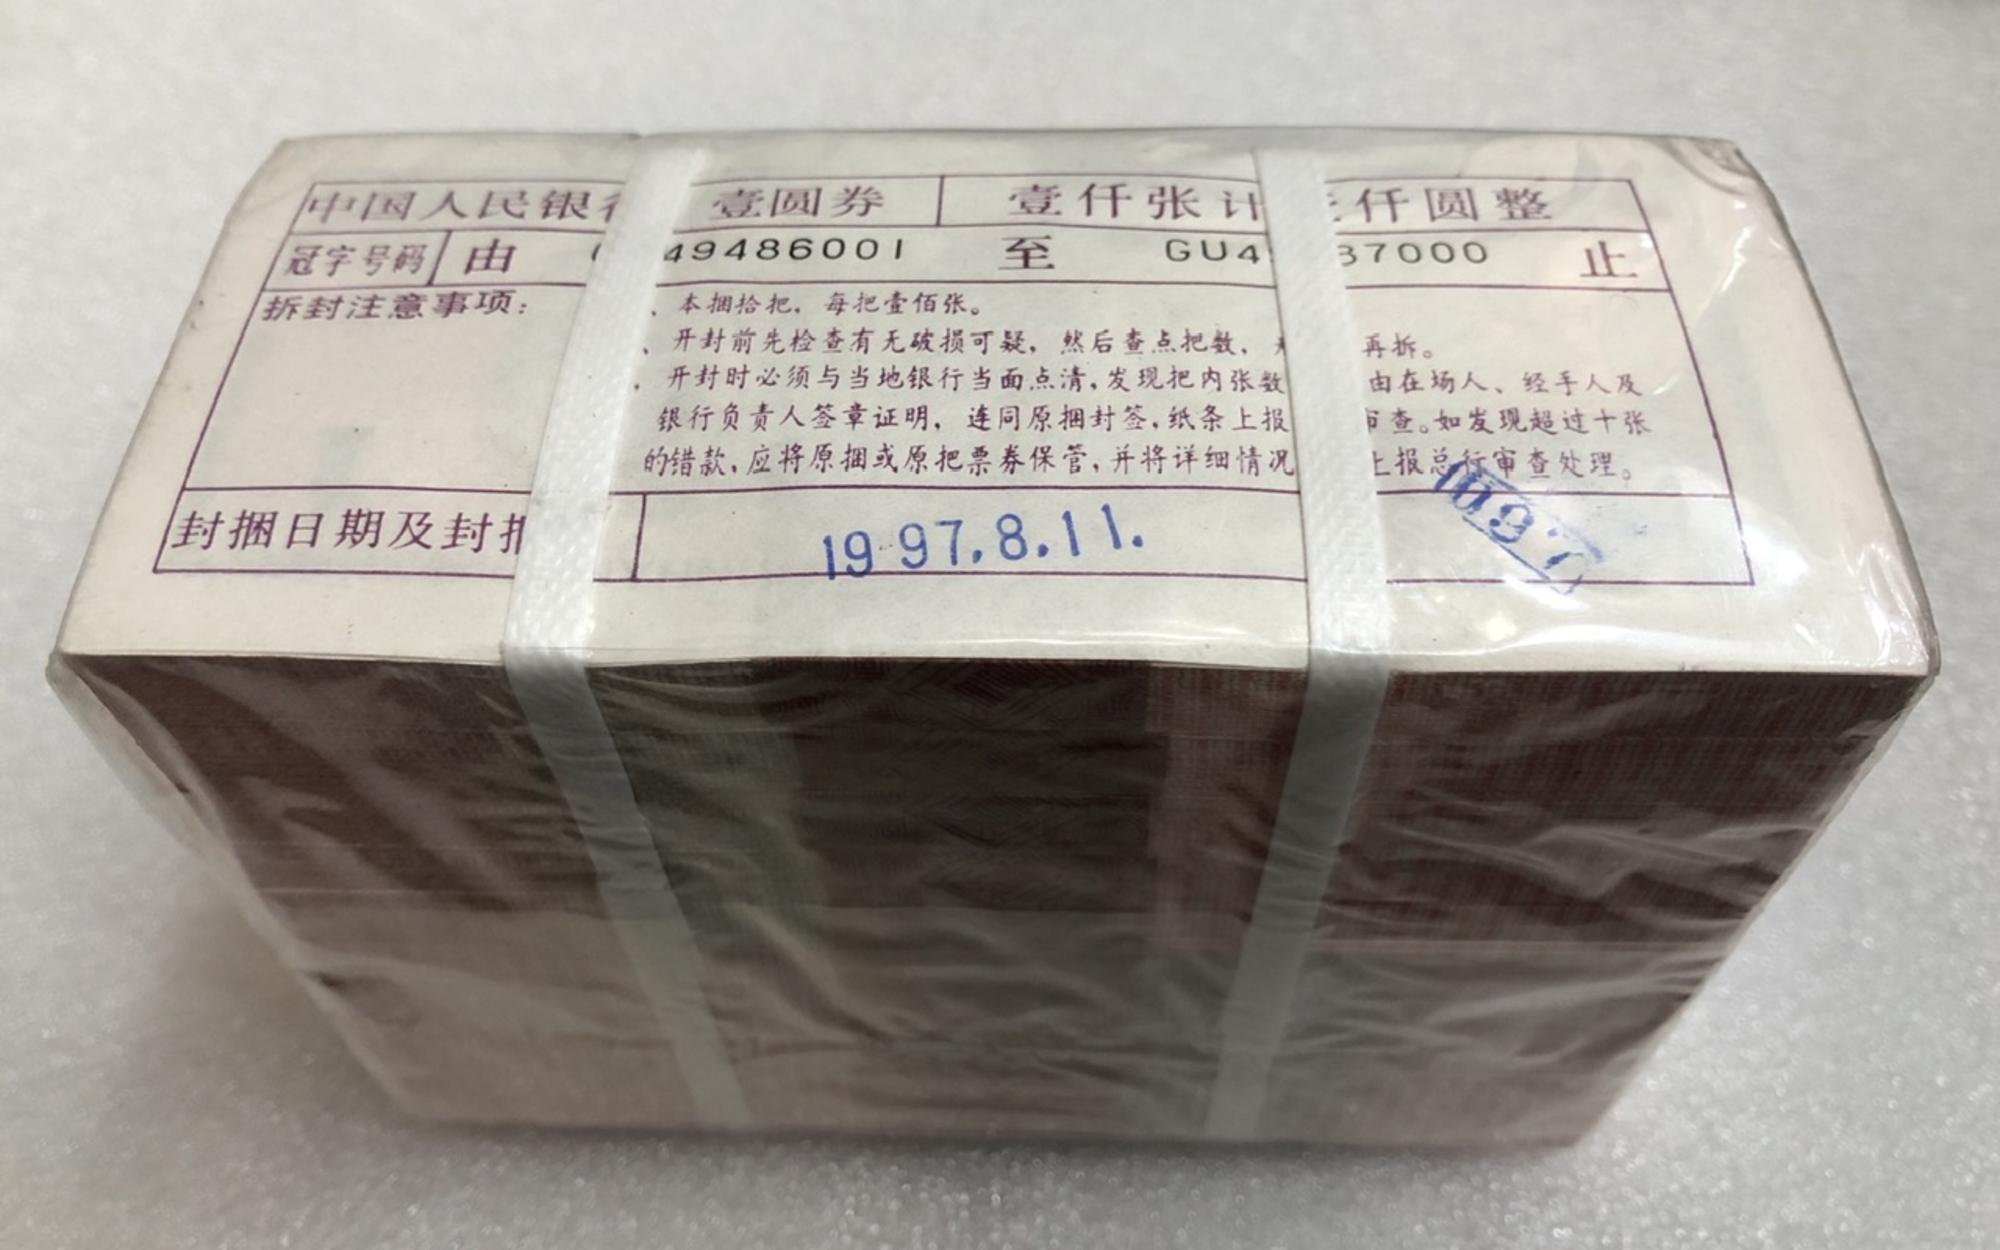 中国人民银行 壹圆券 壹仟张计壹仟圆整
冠字号码 由 49486001 至 GU4 87000 止
拆封注意事项：
、本捆拾把，每把壹佰张。
、开封前先检查有无破损可疑，然后查点把数， 再拆。
、开封时必须与当地银行当面点清，发现把内张数 由在场人、经手人及
银行负责人签章证明，连同原捆封签，纸条上报 审查。如发现超过十张
的错款，应将原捆或原把票券保管，并将详细情况 上报总行审查处理。
封捆日期及封捆 1997.8.11.